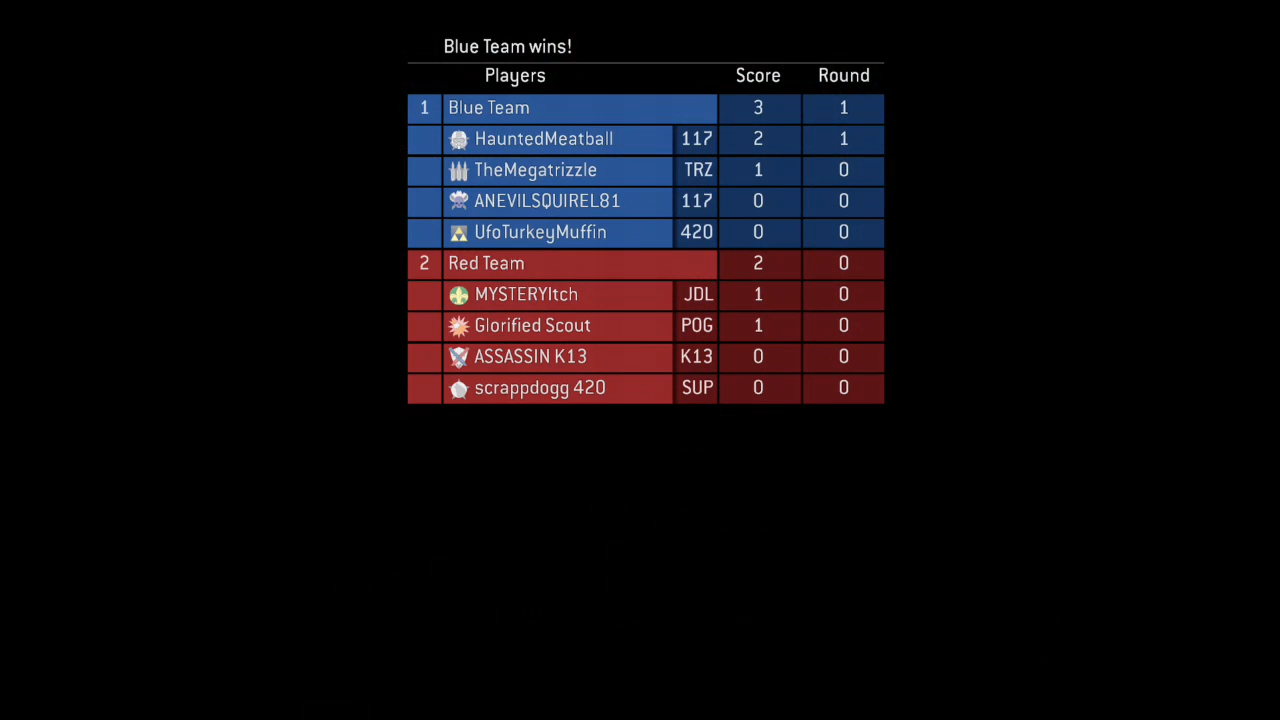 Blue Team wins!
Players Score Round
1 Blue Team 3 1
HauntedMeatball 117 2 1
TheMegatrizzle TRZ 1 0
ANEVILSQUIREL81 117 0 0
UfoTurkeyMuffin 420 0 0
2 Red Team 2 0
MYSTERYItch JDL 1 0
Glorified Scout POG 1 0
ASSASSIN K13 K13 0 0
scrappdogg 420 SUP 0 0